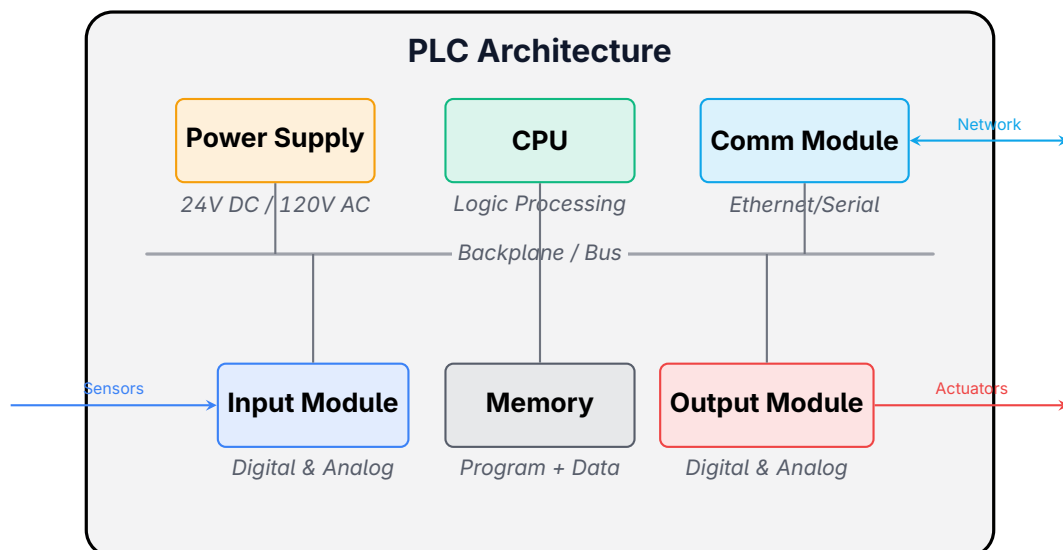 PLC Architecture
Power Supply
CPU
Comm Module
Network
24V DC / 120V AC
Logic Processing
Ethernet/Serial
Backplane / Bus
Sensors
Input Module
Memory
Output Module
Actuators
Digital & Analog
Program + Data
Digital & Analog